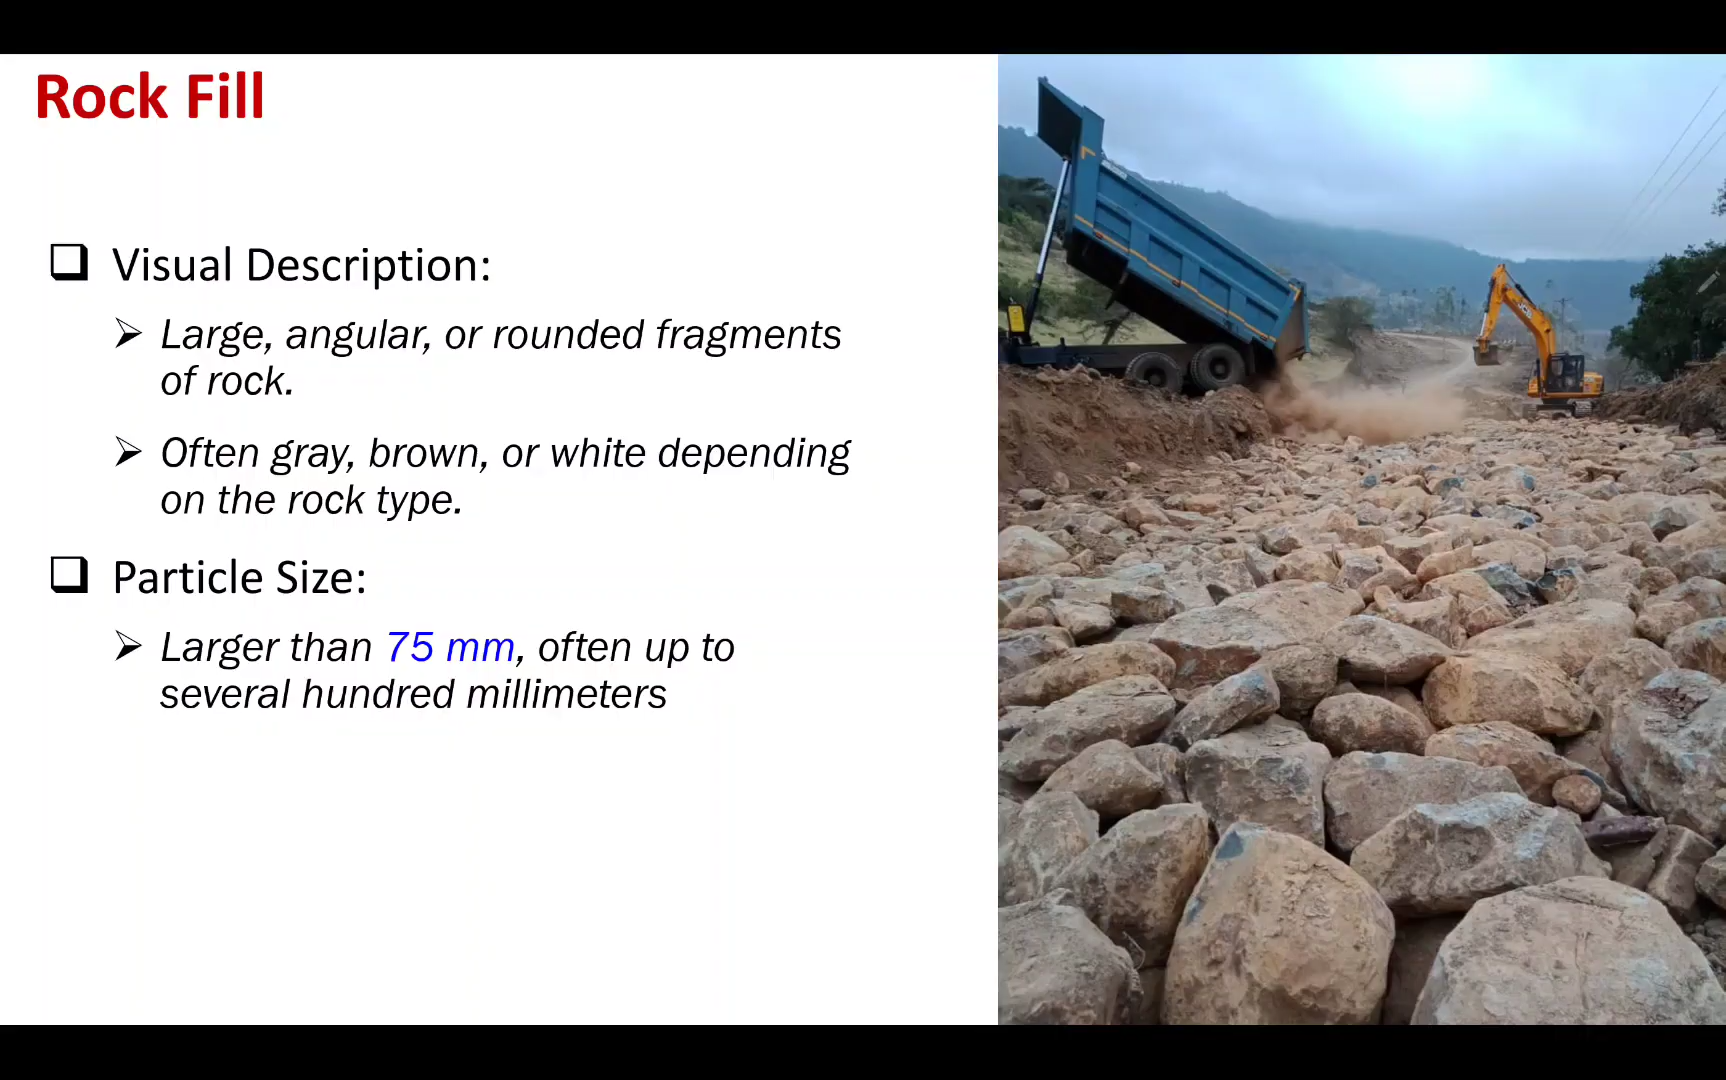 Rock Fill
Visual Description:
Large, angular, or rounded fragments
of rock.
Often gray, brown, or white depending
on the rock type.
Particle Size:
Larger than 75 mm, often up to
several hundred millimeters
JCB